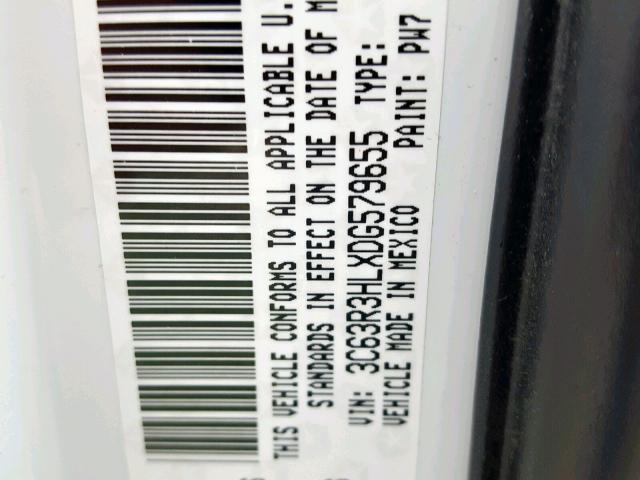 THIS VEHICLE CONFORMS TO ALL APPLICABLE U.
STANDARDS IN EFFECT ON THE DATE OF M
VIN: 3C63R3HLXDG579655 TYPE:
VEHICLE MADE IN MEXICO PAINT: PW7